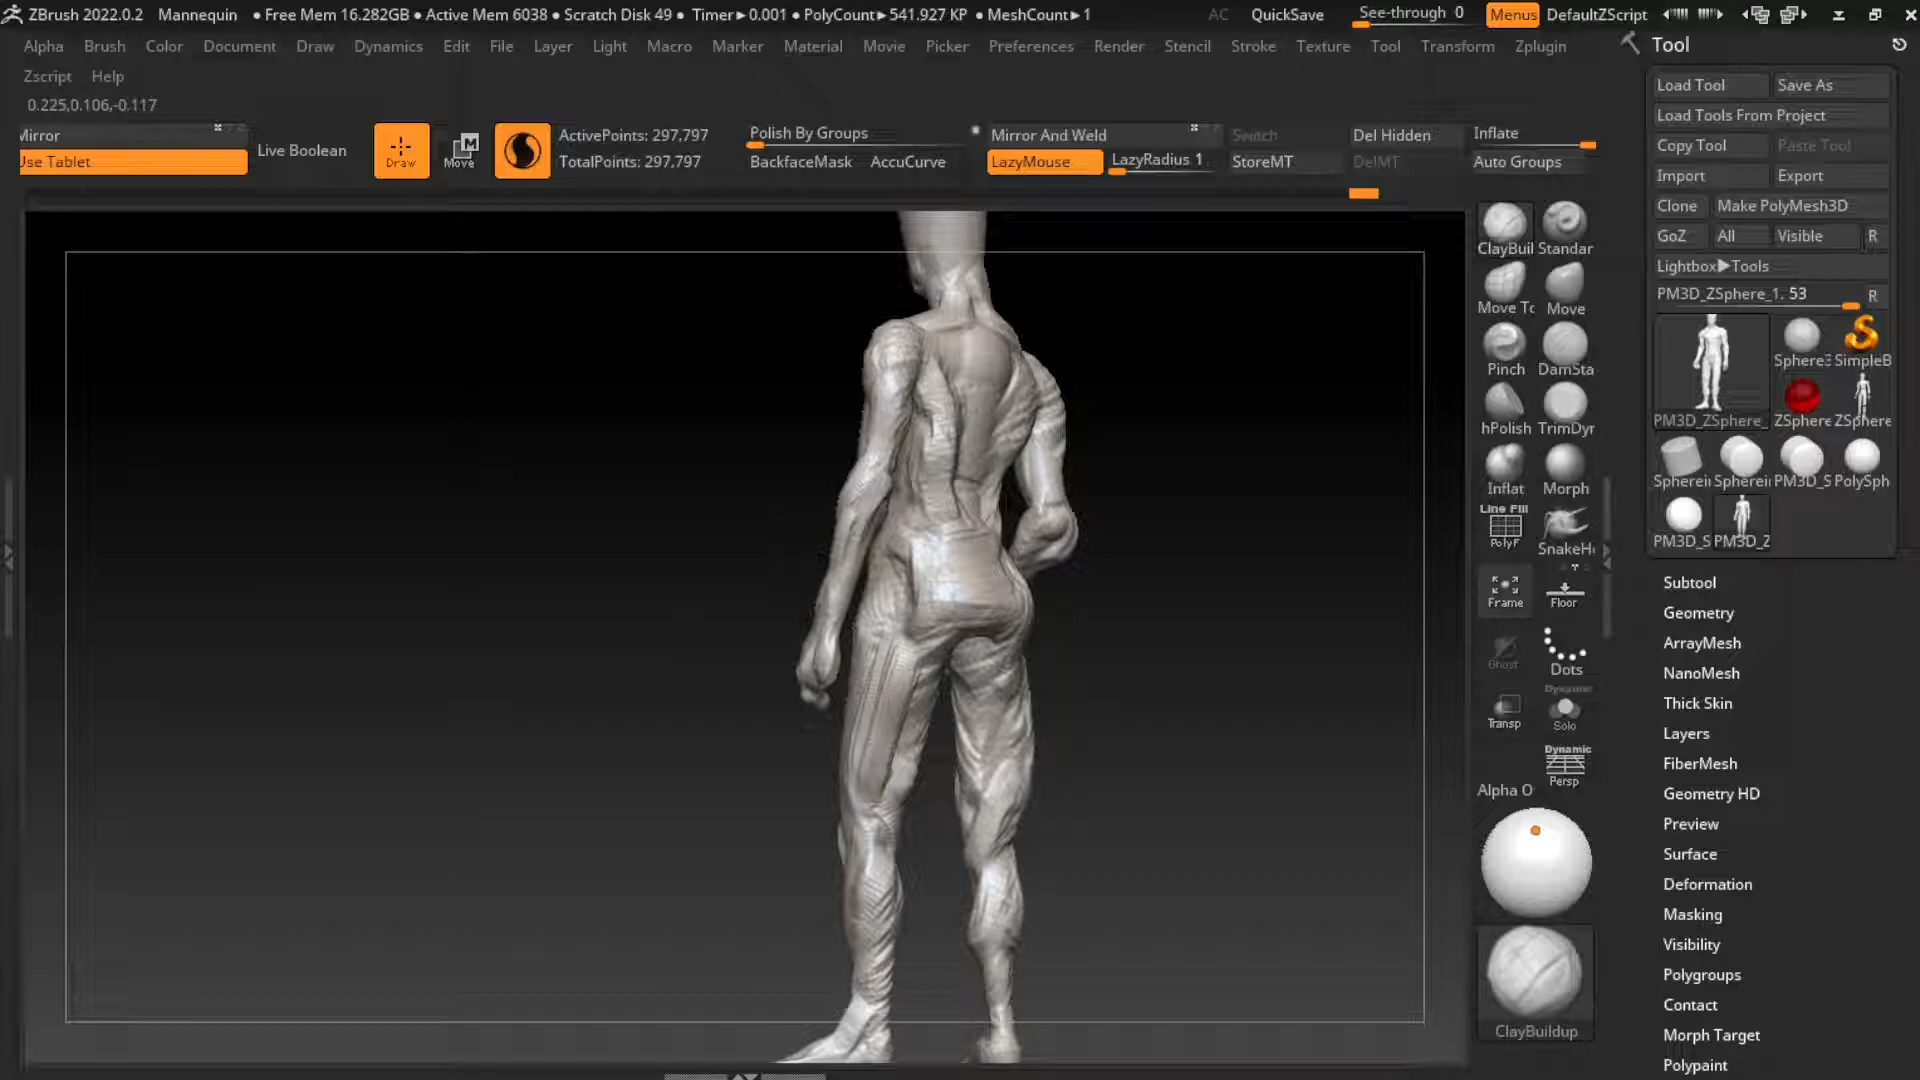 ZBrush 2022.0.2 Mannequin • Free Mem 16.282GB • Active Mem 6038 • Scratch Disk 49 • Timer▶0.001 • PolyCount▶541.927 KP • MeshCount▶1 AC QuickSave See-through 0 Menus DefaultZScript
Alpha Brush Color Document Draw Dynamics Edit File Layer Light Macro Marker Material Movie Picker Preferences Render Stencil Stroke Texture Tool Transform Zplugin
Zscript Help
0.225,0.106,-0.117
Mirror
Use Tablet
Live Boolean
Draw
Move
M
ActivePoints: 297,797
TotalPoints: 297,797
Polish By Groups
BackfaceMask AccuCurve
Mirror And Weld
LazyMouse LazyRadius 1
Switch
StoreMT
Del Hidden
DelMT
Inflate
Auto Groups
ClayBuil Standar
Move To Move
Pinch DamSta
hPolish TrimDyn
Inflat Morph
Line Fill
PolyF
SnakeH
Frame Floor
Ghost Dots
Transp
Dynamic
Solo
Dynamic
Persp
Alpha O
ClayBuildup
Tool
Load Tool Save As
Load Tools From Project
Copy Tool Paste Tool
Import Export
Clone Make PolyMesh3D
GoZ All Visible R
Lightbox▶Tools
PM3D_ZSphere_1. 53 R
Sphere3 SimpleB
PM3D_ZSphere_ ZSphere ZSphere
Spherei Spherei PM3D_S PolySph
PM3D_S PM3D_Z
Subtool
Geometry
ArrayMesh
NanoMesh
Thick Skin
Layers
FiberMesh
Geometry HD
Preview
Surface
Deformation
Masking
Visibility
Polygroups
Contact
Morph Target
Polypaint